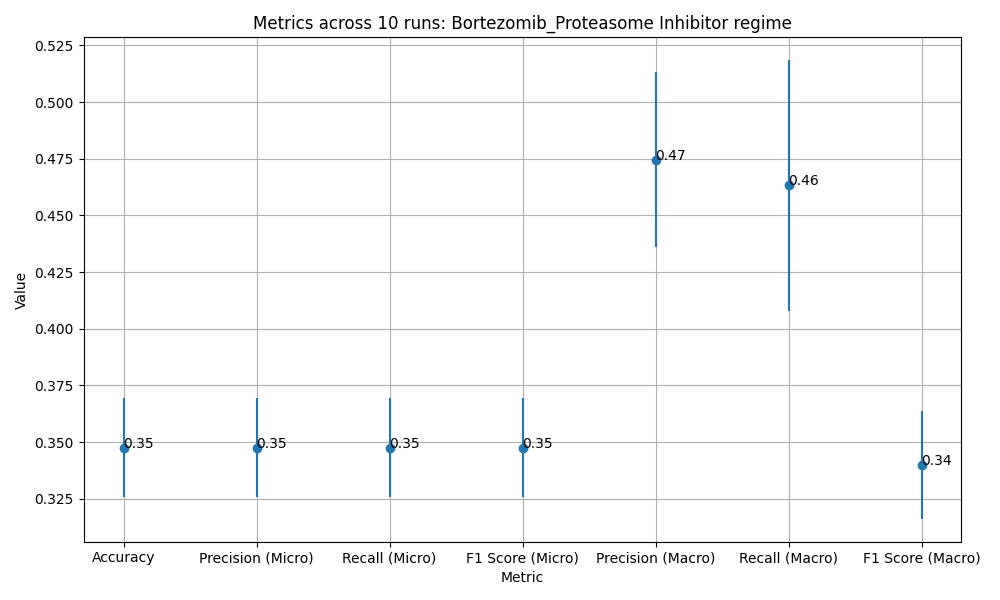 Metrics across 10 runs: Bortezomib_Proteasome Inhibitor regime
0.525
0.500
0.475
0.450
0.425
0.400
0.375
0.350
0.325
Value
0.35
0.35
0.35
0.35
0.47
0.46
0.34
Accuracy
Precision (Micro)
Recall (Micro)
F1 Score (Micro)
Precision (Macro)
Recall (Macro)
F1 Score (Macro)
Metric